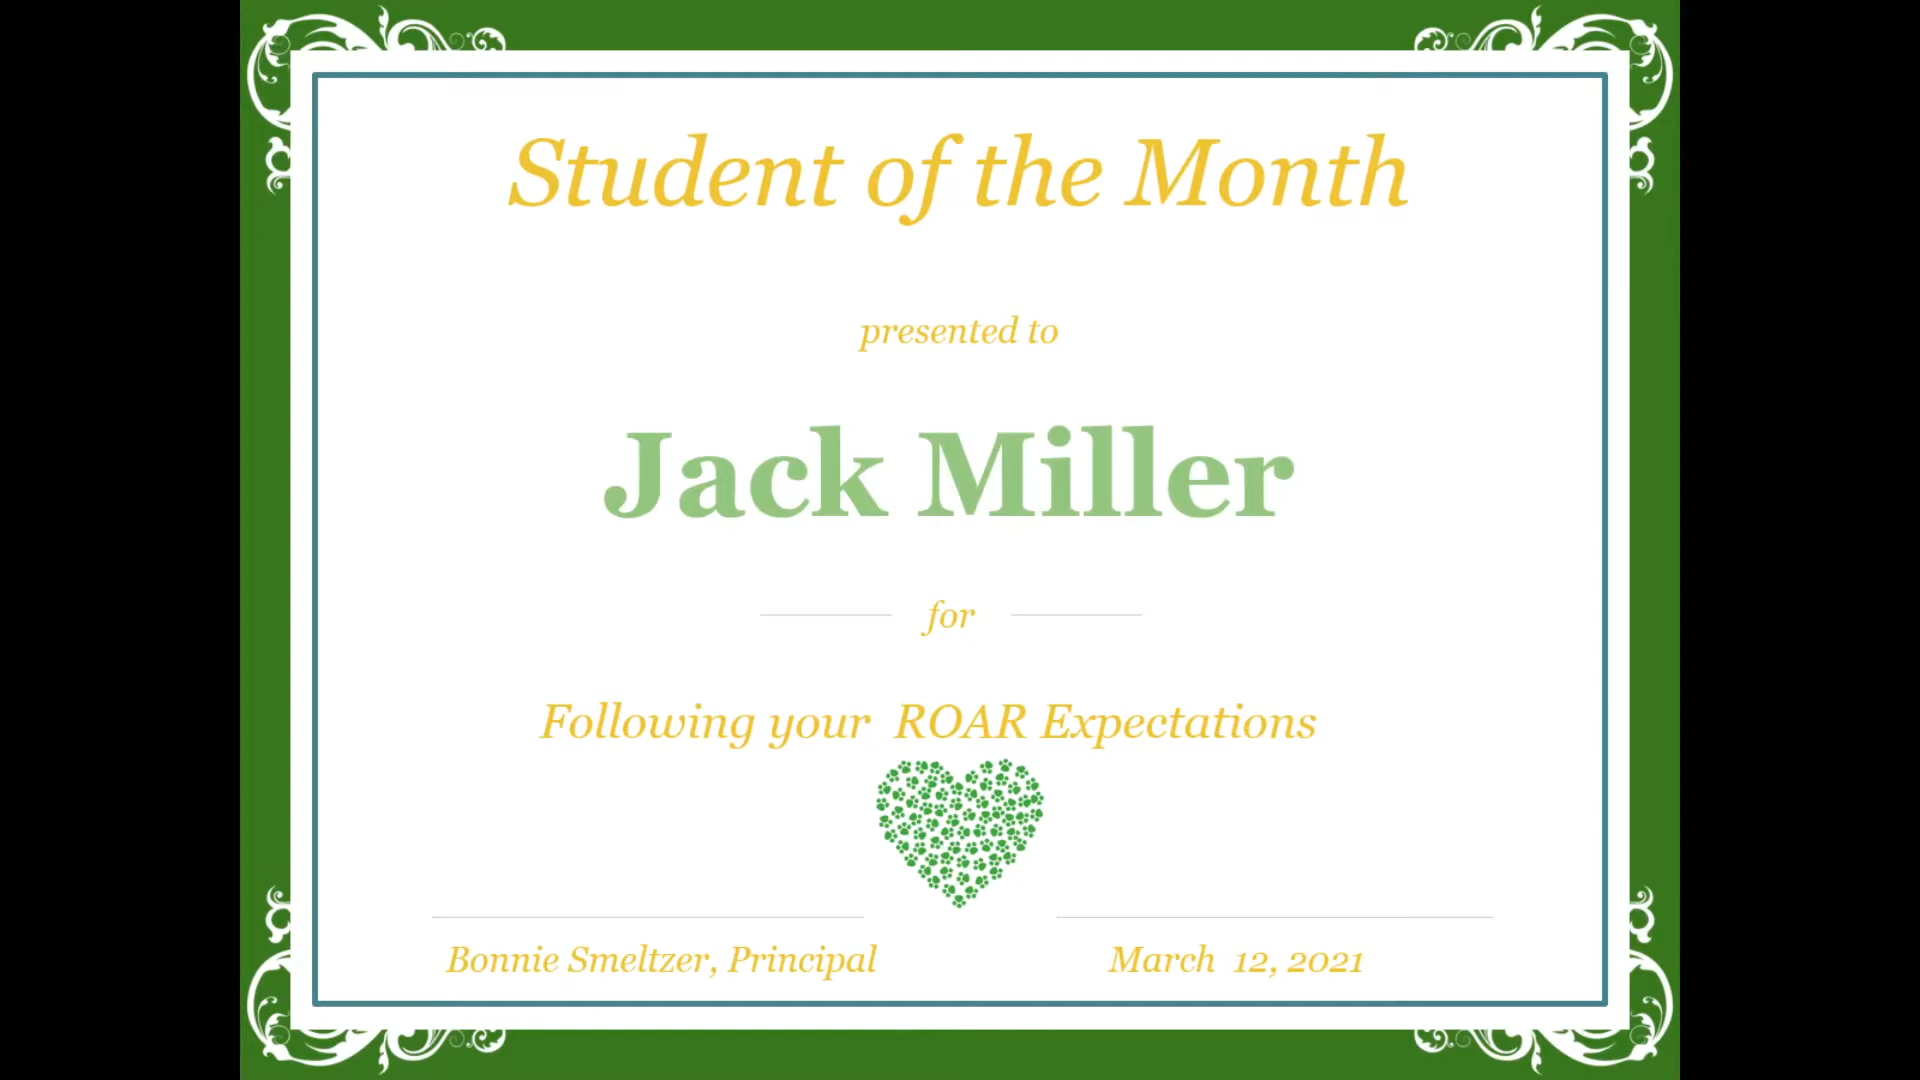 Student of the Month
presented to
Jack Miller
for
Following your ROAR Expectations
Bonnie Smeltzer, Principal
March 12, 2021